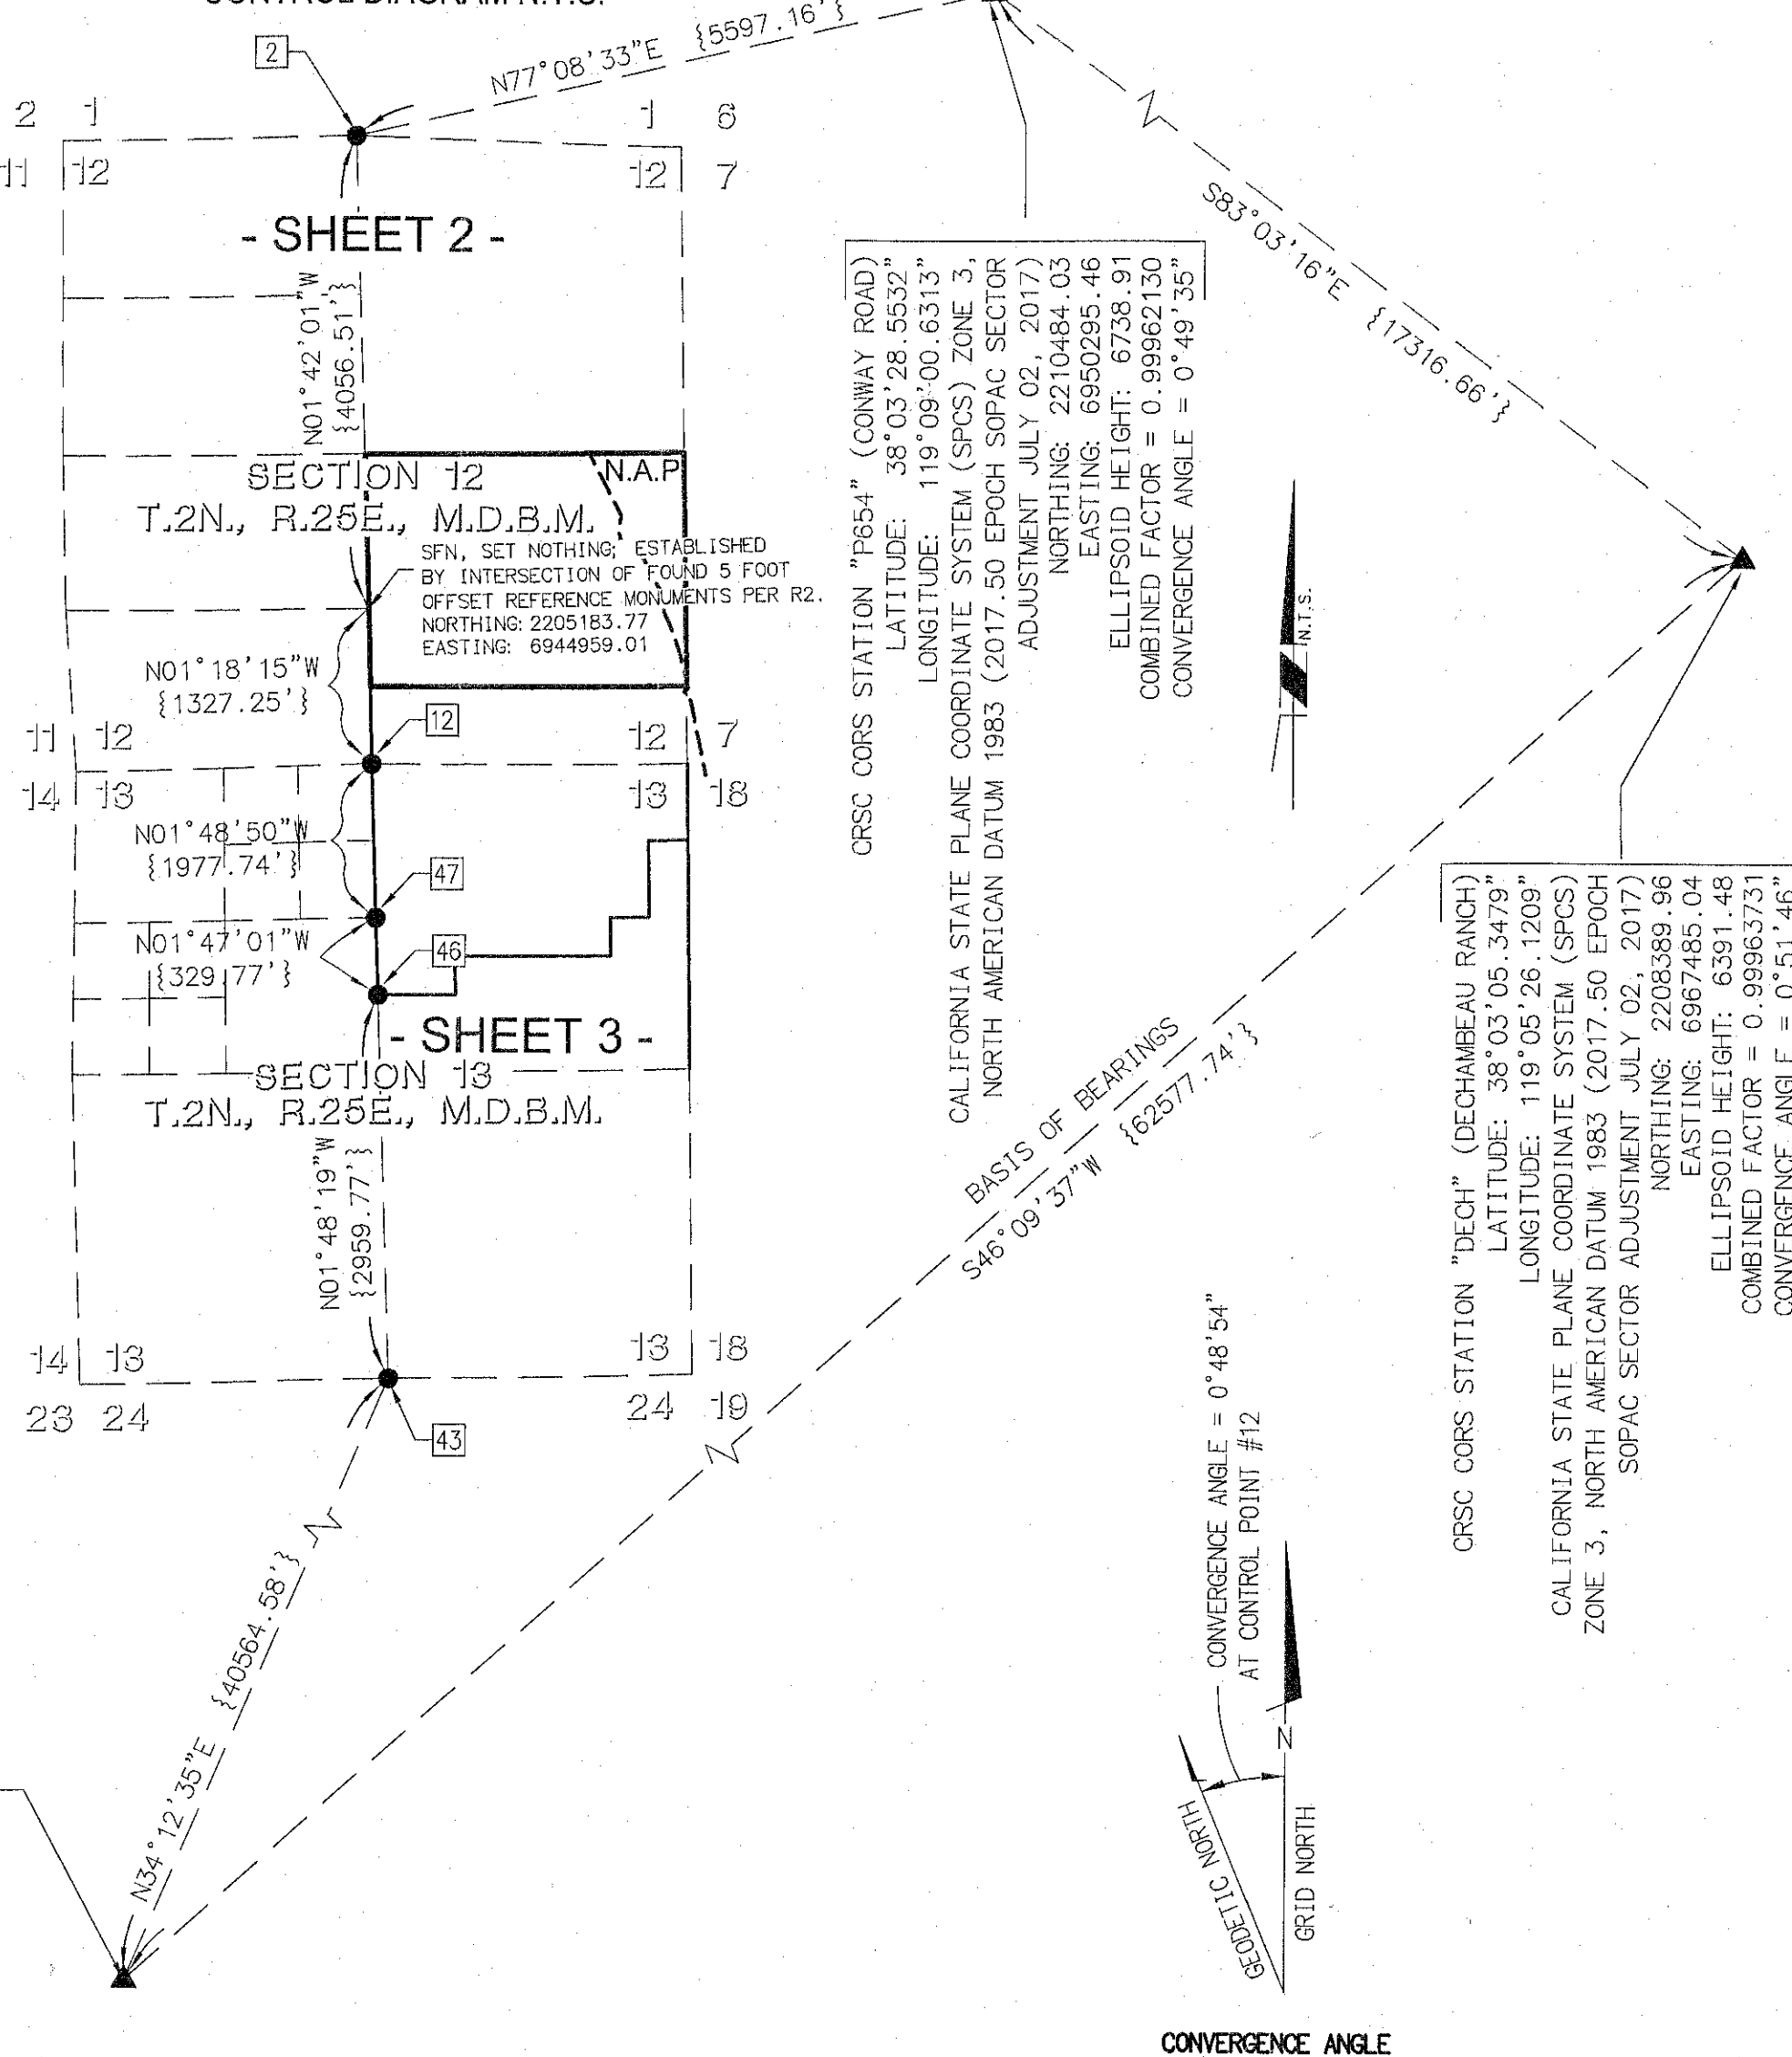 CONTROL DIAGRAM N.T.S.
2
N77°08'33"E {5597.16'}
2 1
1 6
11 12
12 7
- SHEET 2 -
N01°42'01"W
{4056.51'}
S83°03'16"E {17316.66'}
SECTION 12
T.2N., R.25E., M.D.B.M.
N.A.P
SFN, SET NOTHING; ESTABLISHED
BY INTERSECTION OF FOUND 5 FOOT
OFFSET REFERENCE MONUMENTS PER R2.
NORTHING: 2205183.77
EASTING: 6944959.01
N01°18'15"W
{1327.25'}
12
11 12
12 7
14 13
13 18
N01°48'50"W
{1977.74'}
47
N01°47'01"W
{329.77'}
46
- SHEET 3 -
SECTION 13
T.2N., R.25E., M.D.B.M.
N01°48'19"W
{2959.77'}
14 13
13 18
23 24
24 19
43
N34°12'35"E {40564.58'}
BASIS OF BEARINGS
S46°09'37"W {62577.74'}
CRSC CORS STATION "P654" (CONWAY ROAD)
LATITUDE: 38°03'28.5532"
LONGITUDE: 119°09'00.6313"
CALIFORNIA STATE PLANE COORDINATE SYSTEM (SPCS) ZONE 3,
NORTH AMERICAN DATUM 1983 (2017.50 EPOCH SOPAC SECTOR
ADJUSTMENT JULY 02, 2017)
NORTHING: 2210484.03
EASTING: 6950295.46
ELLIPSOID HEIGHT: 6738.91
COMBINED FACTOR = 0.99962130
CONVERGENCE ANGLE = 0°49'35"
N.T.S.
CRSC CORS STATION "DECH" (DECHAMBEAU RANCH)
LATITUDE: 38°03'05.3479"
LONGITUDE: 119°05'26.1209"
CALIFORNIA STATE PLANE COORDINATE SYSTEM (SPCS)
ZONE 3, NORTH AMERICAN DATUM 1983 (2017.50 EPOCH
SOPAC SECTOR ADJUSTMENT JULY 02, 2017)
NORTHING: 2208389.96
EASTING: 6967485.04
ELLIPSOID HEIGHT: 6391.48
COMBINED FACTOR = 0.99963731
CONVERGENCE ANGLE = 0°51'46"
CONVERGENCE ANGLE = 0°48'54"
AT CONTROL POINT #12
N
GEODETIC NORTH
GRID NORTH
CONVERGENCE ANGLE